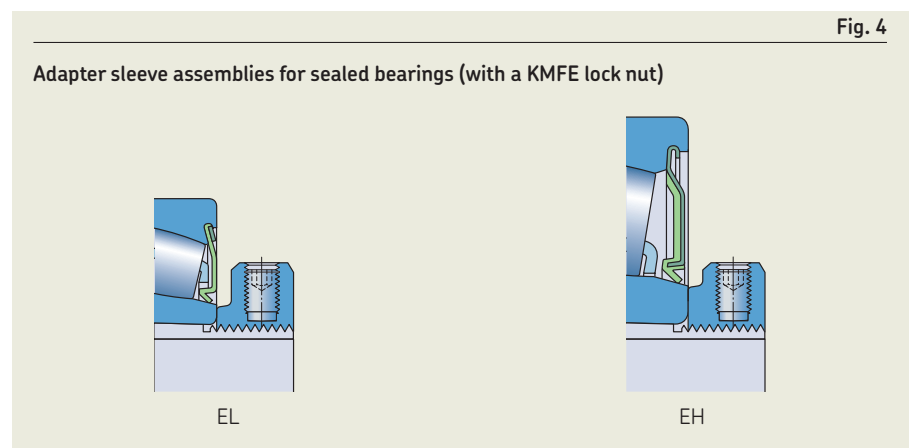 Fig. 4
Adapter sleeve assemblies for sealed bearings (with a KMFE lock nut)
EL
EH